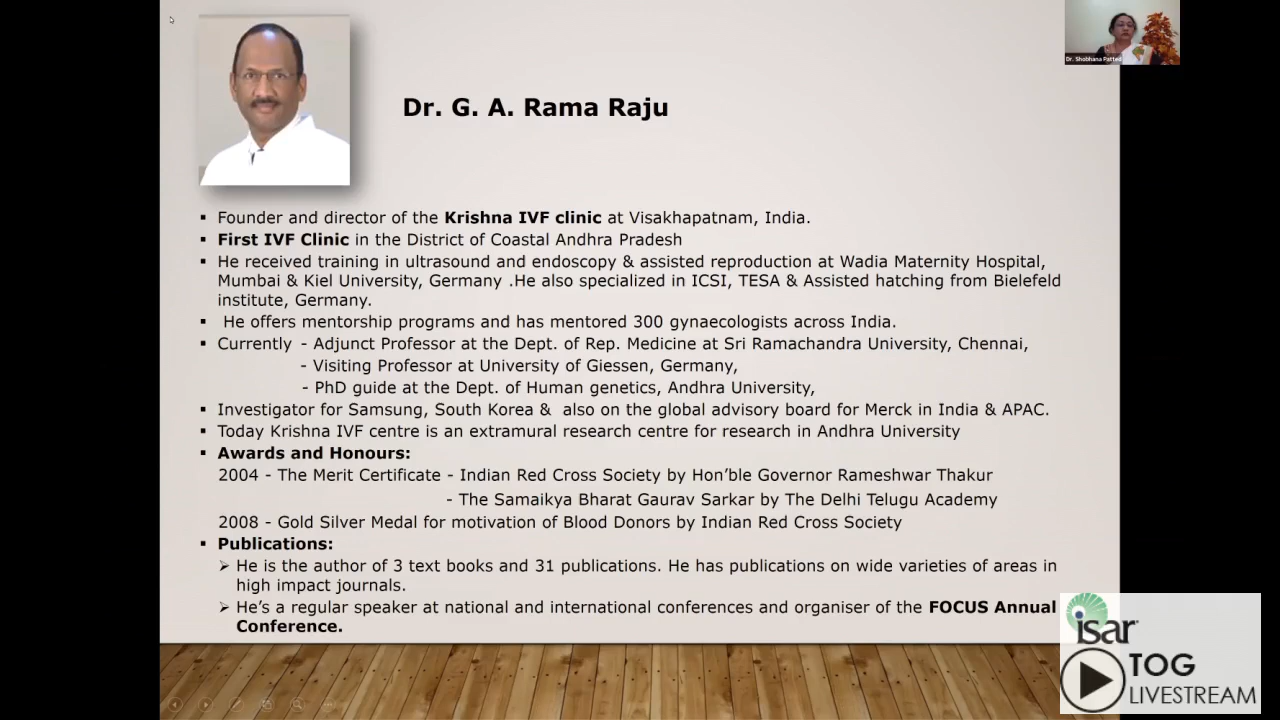 Dr. G. A. Rama Raju
Dr. Shobhana Patted
▪ Founder and director of the Krishna IVF clinic at Visakhapatnam, India.
▪ First IVF Clinic in the District of Coastal Andhra Pradesh
▪ He received training in ultrasound and endoscopy & assisted reproduction at Wadia Maternity Hospital,
Mumbai & Kiel University, Germany .He also specialized in ICSI, TESA & Assisted hatching from Bielefeld
institute, Germany.
▪ He offers mentorship programs and has mentored 300 gynaecologists across India.
▪ Currently - Adjunct Professor at the Dept. of Rep. Medicine at Sri Ramachandra University, Chennai,
- Visiting Professor at University of Giessen, Germany,
- PhD guide at the Dept. of Human genetics, Andhra University,
▪ Investigator for Samsung, South Korea & also on the global advisory board for Merck in India & APAC.
▪ Today Krishna IVF centre is an extramural research centre for research in Andhra University
▪ Awards and Honours:
2004 - The Merit Certificate - Indian Red Cross Society by Hon’ble Governor Rameshwar Thakur
- The Samaikya Bharat Gaurav Sarkar by The Delhi Telugu Academy
2008 - Gold Silver Medal for motivation of Blood Donors by Indian Red Cross Society
▪ Publications:
➢ He is the author of 3 text books and 31 publications. He has publications on wide varieties of areas in
high impact journals.
➢ He’s a regular speaker at national and international conferences and organiser of the FOCUS Annual
Conference.
isar
TOG
LIVESTREAM